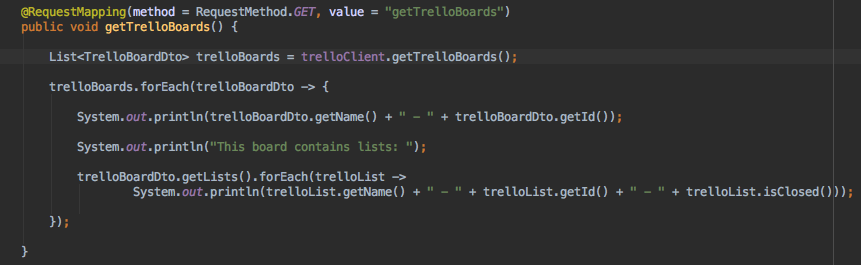 @RequestMapping(method = RequestMethod.GET, value = "getTrelloBoards")
public void getTrelloBoards() {
List<TrelloBoardDto> trelloBoards = trelloClient.getTrelloBoards();
trelloBoards.forEach(trelloBoardDto -> {
System.out.println(trelloBoardDto.getName() + " - " + trelloBoardDto.getId());
System.out.println("This board contains lists: ");
trelloBoardDto.getLists().forEach(trelloList ->
System.out.println(trelloList.getName() + " - " + trelloList.getId() + " - " + trelloList.isClosed()));
});
}